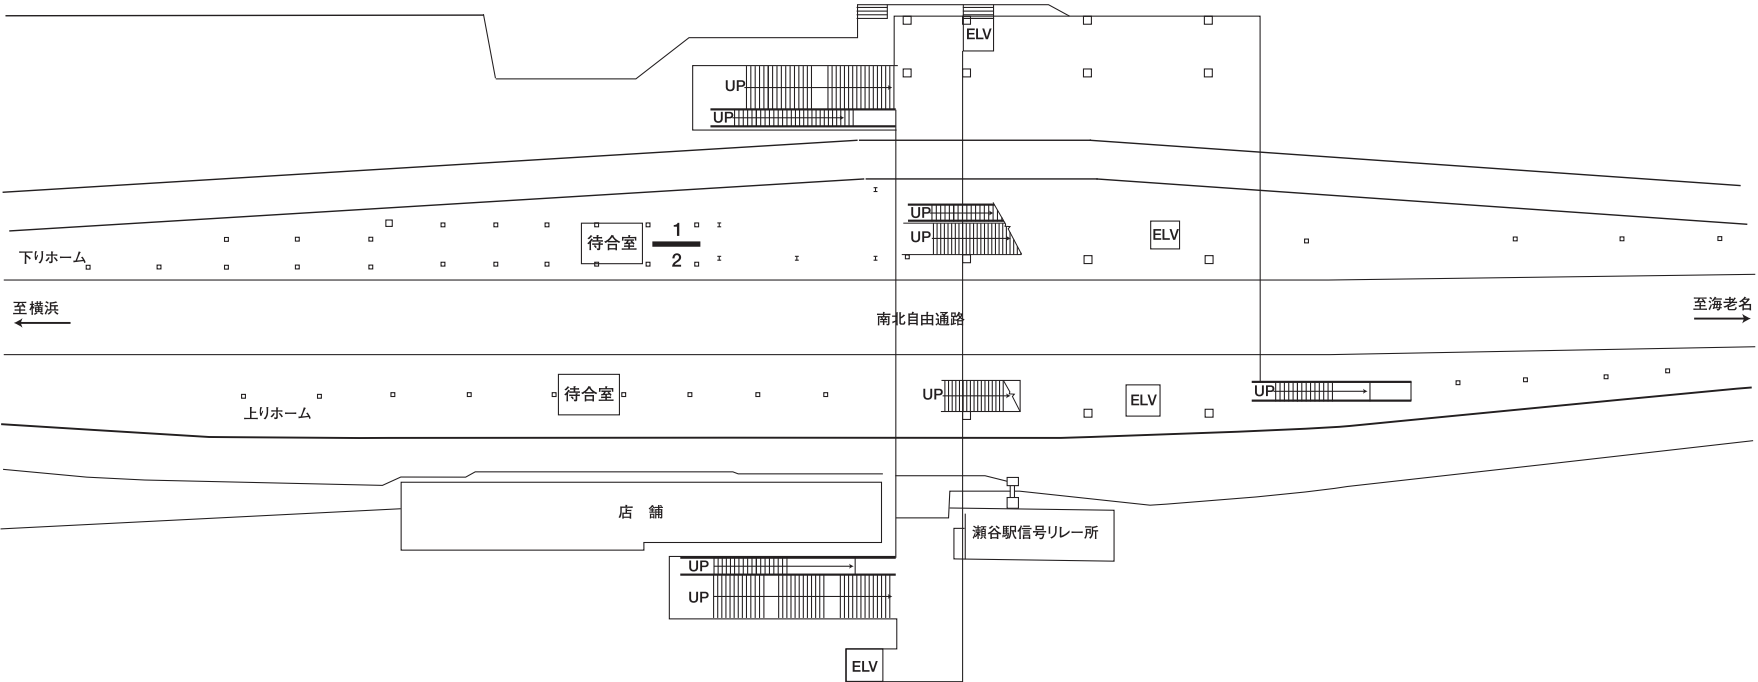 ELV
UP
UP
UP
UP
ELV
待合室
1
2
下りホーム
至横浜
南北自由通路
至海老名
UP
UP
ELV
待合室
上りホーム
店 舗
瀬谷駅信号リレー所
UP
UP
ELV